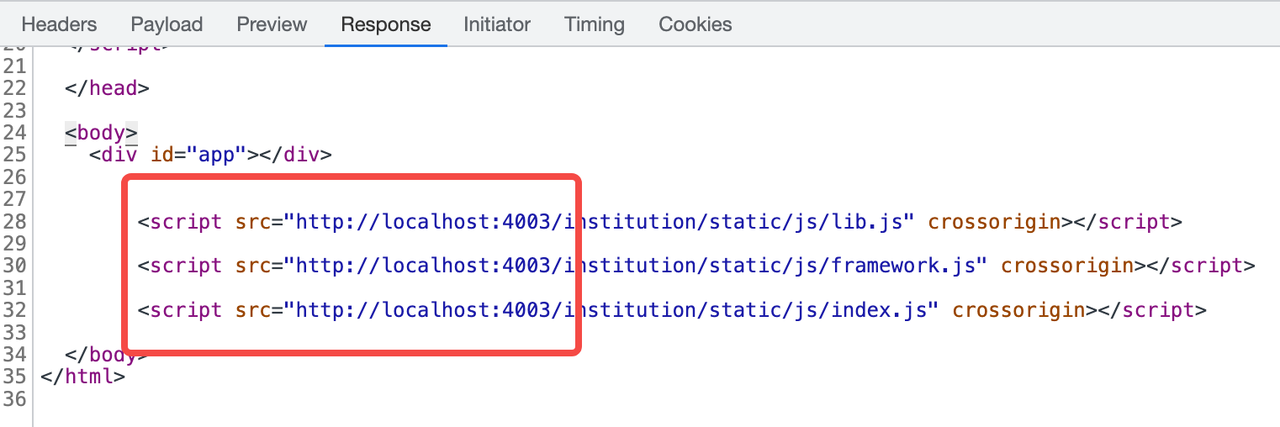 Headers Payload Preview Response Initiator Timing Cookies
20 </script>
21
22 </head>
23
24 <body>
25 <div id="app"></div>
26
27
28 <script src="http://localhost:4003/institution/static/js/lib.js" crossorigin></script>
29
30 <script src="http://localhost:4003/institution/static/js/framework.js" crossorigin></script>
31
32 <script src="http://localhost:4003/institution/static/js/index.js" crossorigin></script>
33
34 </body>
35 </html>
36